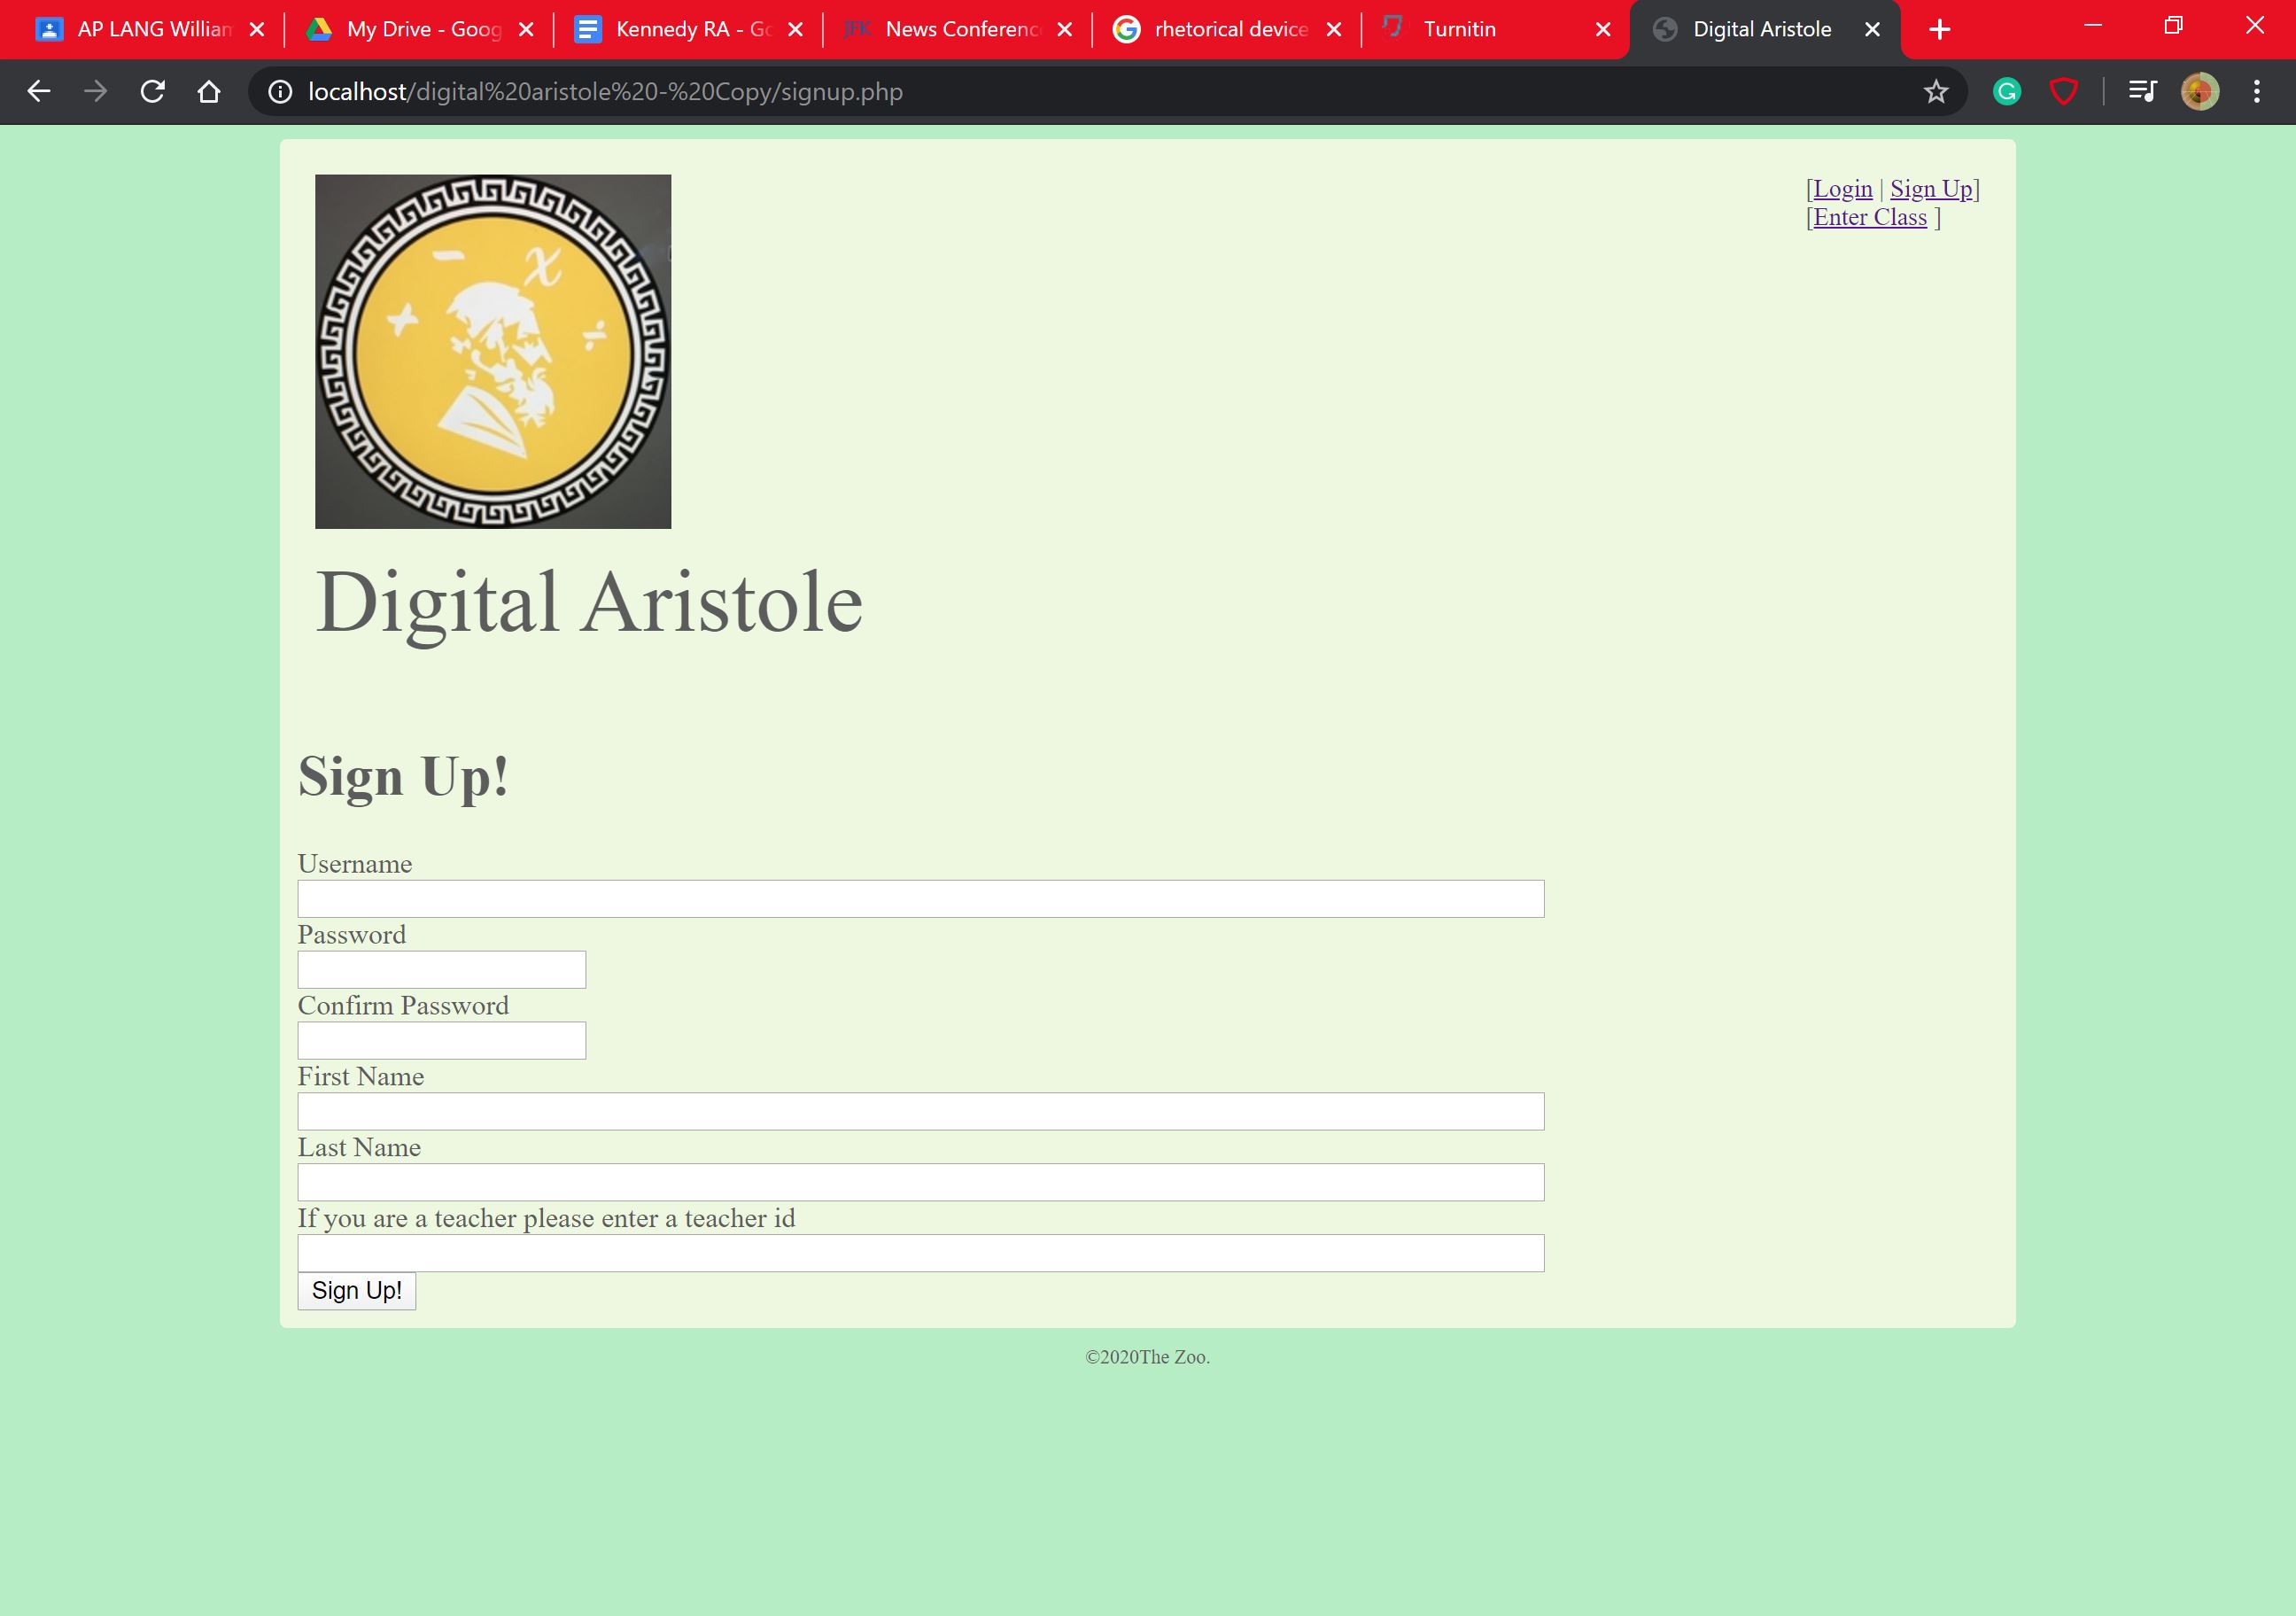 AP LANG William
My Drive - Goog
Kennedy RA - Go
JFK News Conferenc
rhetorical device
Turnitin
Digital Aristole
localhost/digital%20aristole%20-%20Copy/signup.php
[Login | Sign Up]
[Enter Class ]
− x
+ ÷
Digital Aristole
Sign Up!
Username
Password
Confirm Password
First Name
Last Name
If you are a teacher please enter a teacher id
Sign Up!
©2020The Zoo.